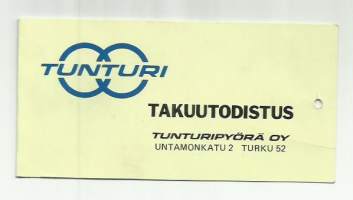 TUNTURI
TAKUUTODISTUS
TUNTURIPYÖRÄ OY
UNTAMONKATU 2 TURKU 52